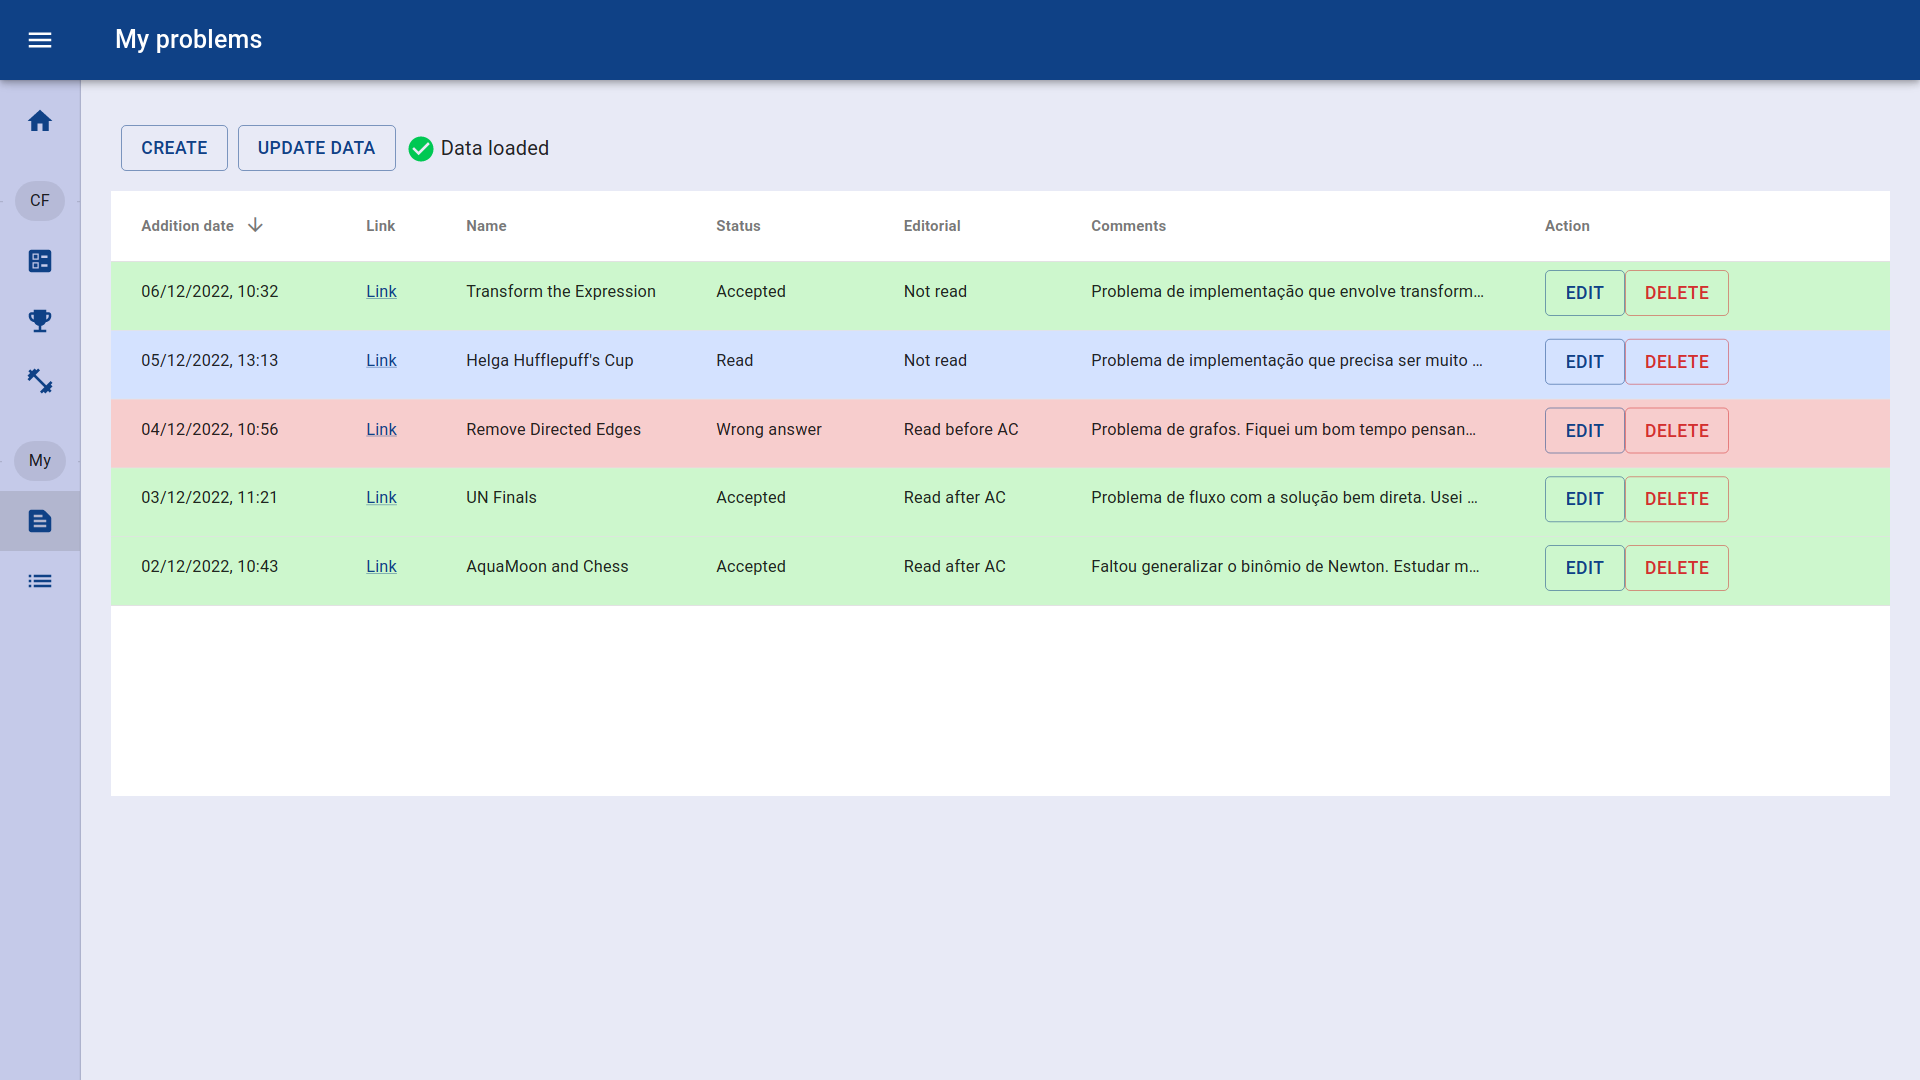 My problems
CREATE UPDATE DATA Data loaded
CF
My
Addition date Link Name Status Editorial Comments Action
06/12/2022, 10:32 Link Transform the Expression Accepted Not read Problema de implementação que envolve transform... EDIT DELETE
05/12/2022, 13:13 Link Helga Hufflepuff's Cup Read Not read Problema de implementação que precisa ser muito ... EDIT DELETE
04/12/2022, 10:56 Link Remove Directed Edges Wrong answer Read before AC Problema de grafos. Fiquei um bom tempo pensan... EDIT DELETE
03/12/2022, 11:21 Link UN Finals Accepted Read after AC Problema de fluxo com a solução bem direta. Usei ... EDIT DELETE
02/12/2022, 10:43 Link AquaMoon and Chess Accepted Read after AC Faltou generalizar o binômio de Newton. Estudar m... EDIT DELETE